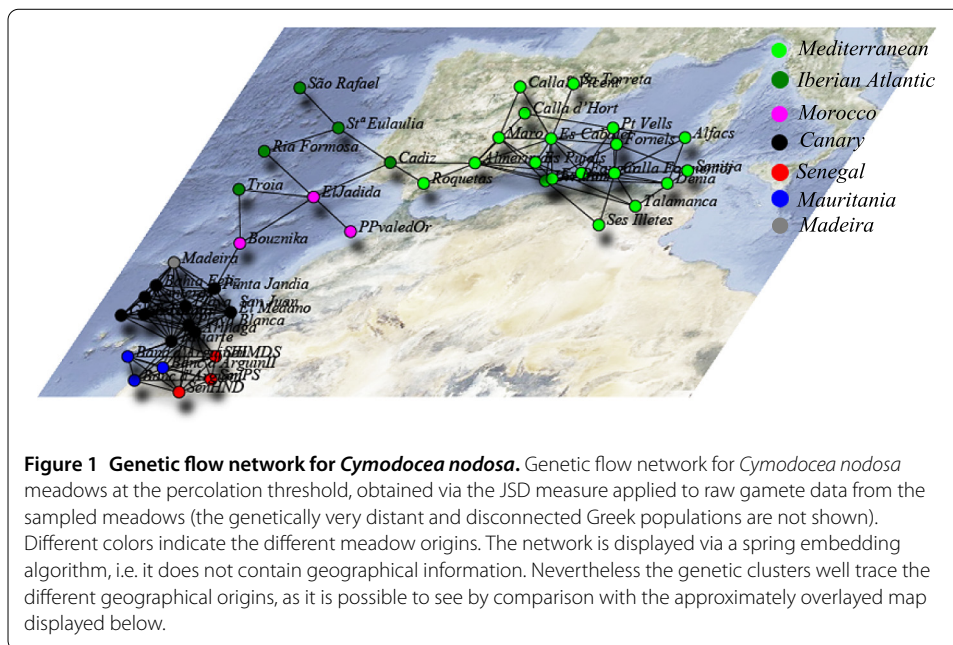 São Rafael
Stª Eulaulia
Ria Formosa
Cadiz
Troia
ElJadida
Roquetas
Bouznika
PPvaledOr
Madeira
Calla d'Hort
Maro
Pt Vells
Fornels
Alfacs
Denia
Talamanca
Ses Illetes
Punta Jandia
San Juan
El Medano
Blanca
SenHND
Mediterranean
Iberian Atlantic
Morocco
Canary
Senegal
Mauritania
Madeira
Figure 1 Genetic flow network for Cymodocea nodosa. Genetic flow network for Cymodocea nodosa
meadows at the percolation threshold, obtained via the JSD measure applied to raw gamete data from the
sampled meadows (the genetically very distant and disconnected Greek populations are not shown).
Different colors indicate the different meadow origins. The network is displayed via a spring embedding
algorithm, i.e. it does not contain geographical information. Nevertheless the genetic clusters well trace the
different geographical origins, as it is possible to see by comparison with the approximately overlayed map
displayed below.